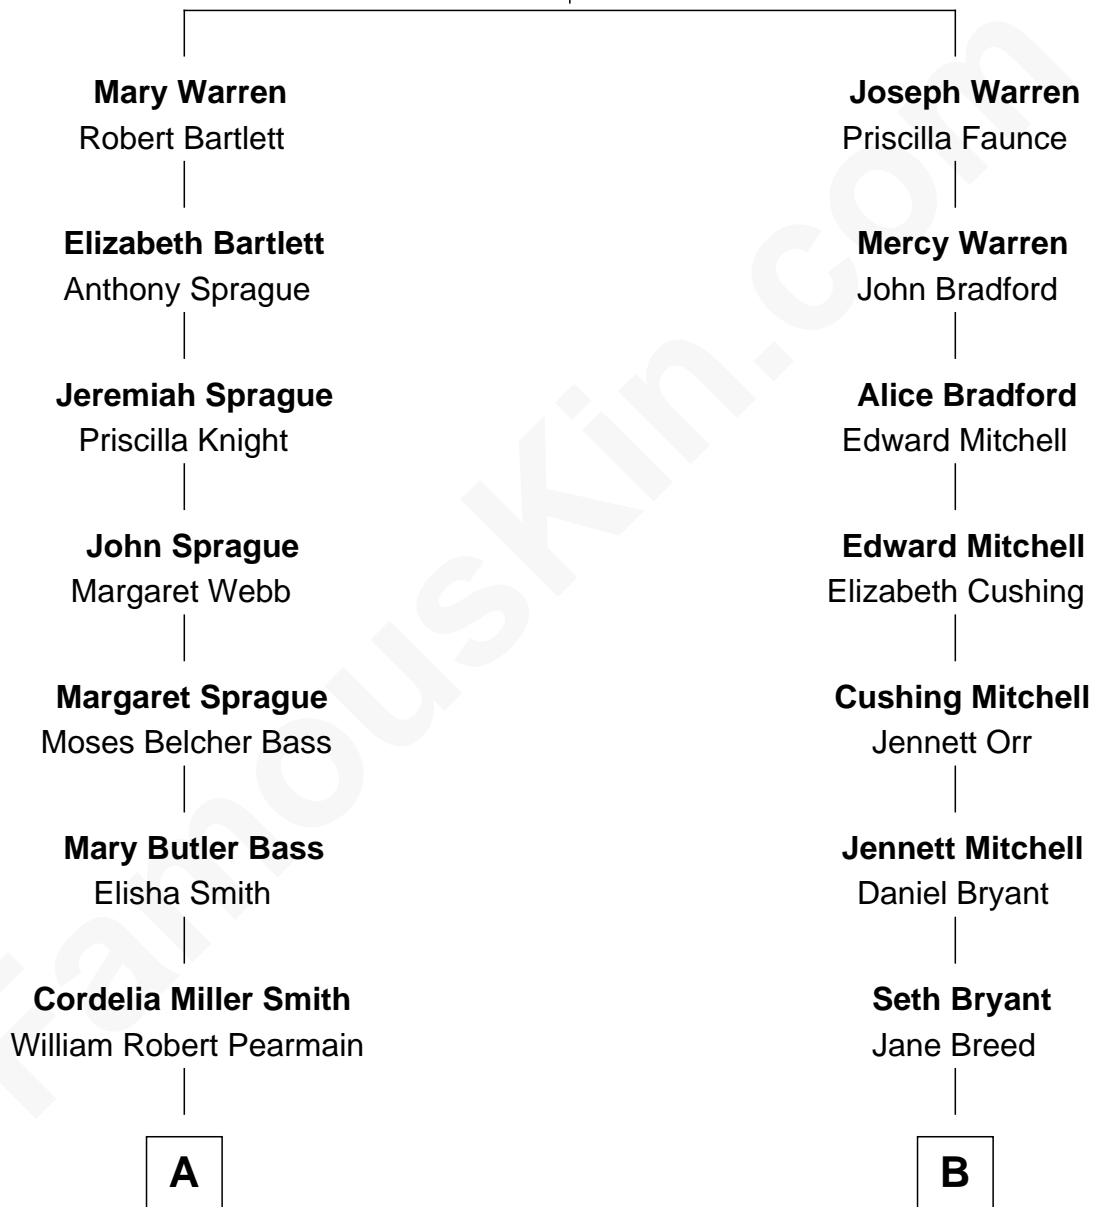 Mary Warren
Robert Bartlett
Elizabeth Bartlett
Anthony Sprague
Jeremiah Sprague
Priscilla Knight
John Sprague
Margaret Webb
Margaret Sprague
Moses Belcher Bass
Mary Butler Bass
Elisha Smith
Cordelia Miller Smith
William Robert Pearmain
A
Joseph Warren
Priscilla Faunce
Mercy Warren
John Bradford
Alice Bradford
Edward Mitchell
Edward Mitchell
Elizabeth Cushing
Cushing Mitchell
Jennett Orr
Jennett Mitchell
Daniel Bryant
Seth Bryant
Jane Breed
B
FamousKin.com